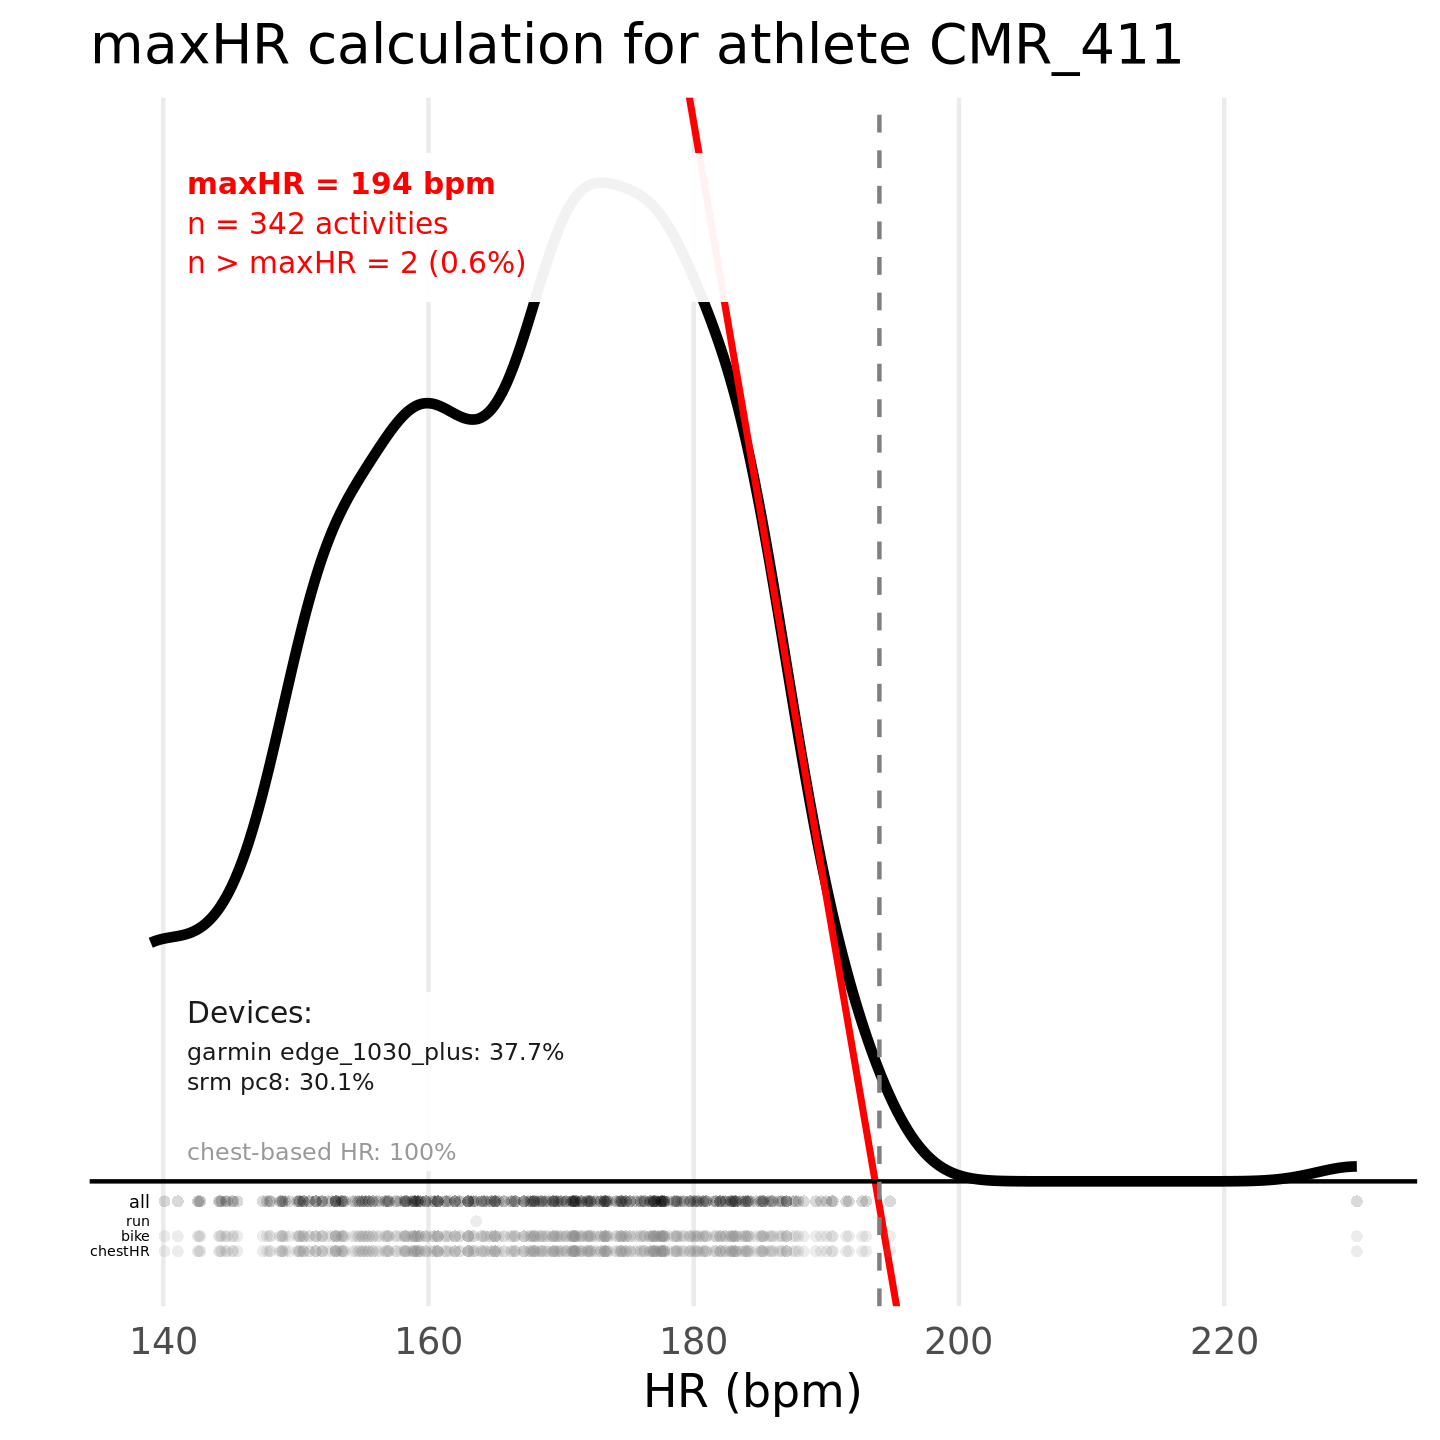 maxHR calculation for athlete CMR_411
maxHR = 194 bpm
n = 342 activities
n > maxHR = 2 (0.6%)
Devices:
garmin edge_1030_plus: 37.7%
srm pc8: 30.1%
chest-based HR: 100%
all
run
bike
chestHR
140 160 180 200 220
HR (bpm)